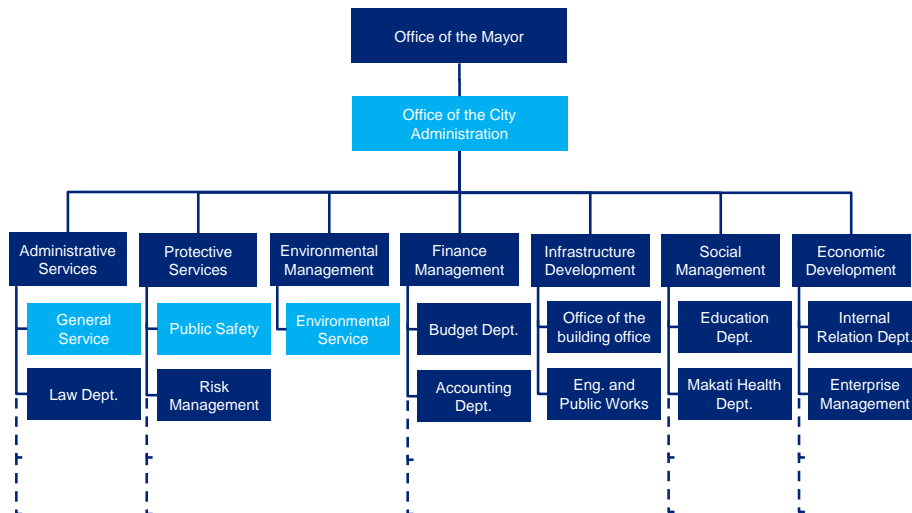 Office of the Mayor
Office of the City
Administration
Administrative
Services
Protective
Services
Environmental
Management
Finance
Management
Infrastructure
Development
Social
Management
Economic
Development
General
Service
Public Safety
Environmental
Service
Budget Dept.
Office of the
building office
Education
Dept.
Internal
Relation Dept.
Law Dept.
Risk
Management
Accounting
Dept.
Eng. and
Public Works
Makati Health
Dept.
Enterprise
Management